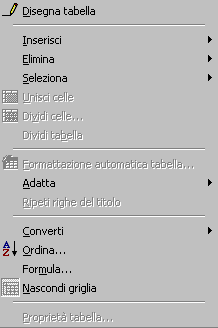 Disegna tabella
Inserisci
Elimina
Seleziona
Unisci celle
Dividi celle...
Dividi tabella
Formattazione automatica tabella...
Adatta
Ripeti righe del titolo
Converti
Ordina...
Formula...
Nascondi griglia
Proprietà tabella...